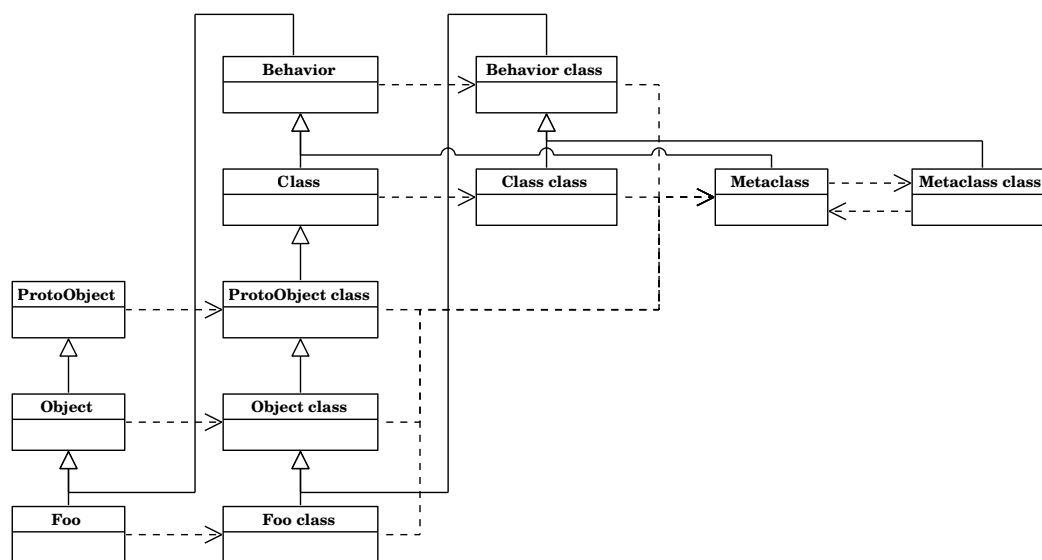 Behavior
Behavior class
Class
Class class
Metaclass
Metaclass class
ProtoObject
ProtoObject class
Object
Object class
Foo
Foo class